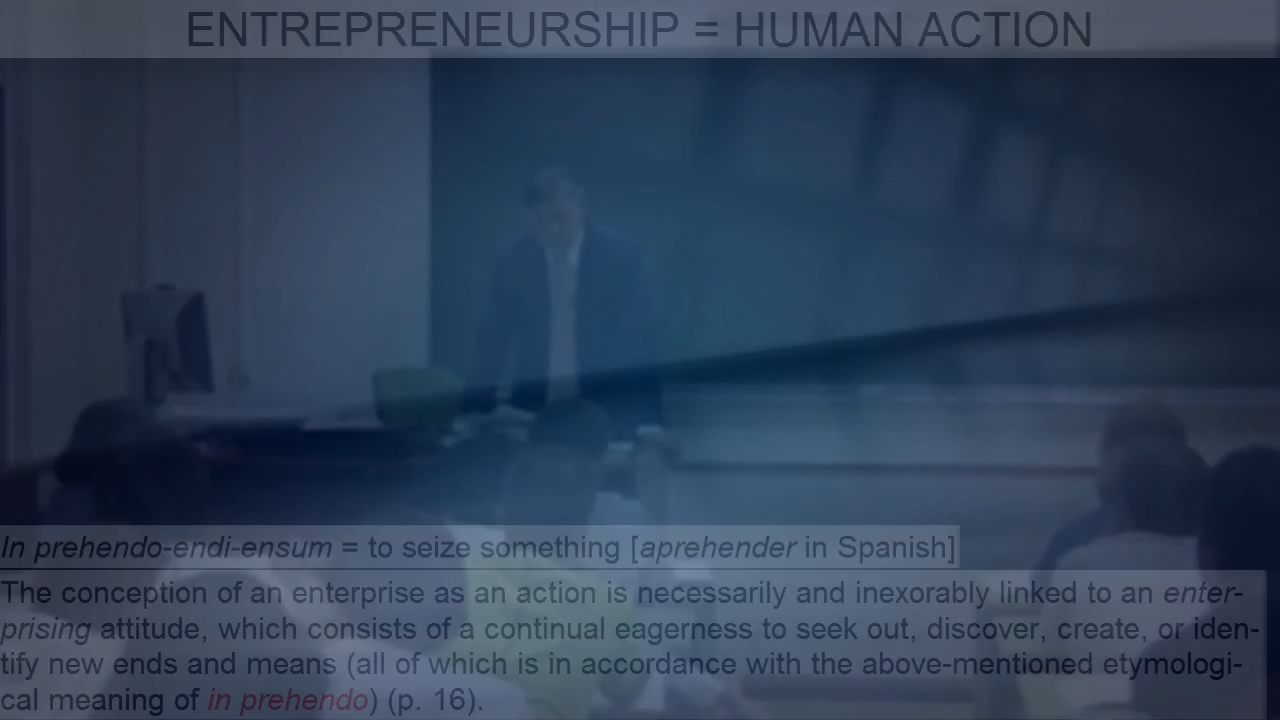 ENTREPRENEURSHIP = HUMAN ACTION
In prehendo-endi-ensum = to seize something [aprehender in Spanish]
The conception of an enterprise as an action is necessarily and inexorably linked to an enter-
prising attitude, which consists of a continual eagerness to seek out, discover, create, or iden-
tify new ends and means (all of which is in accordance with the above-mentioned etymologi-
cal meaning of in prehendo) (p. 16).